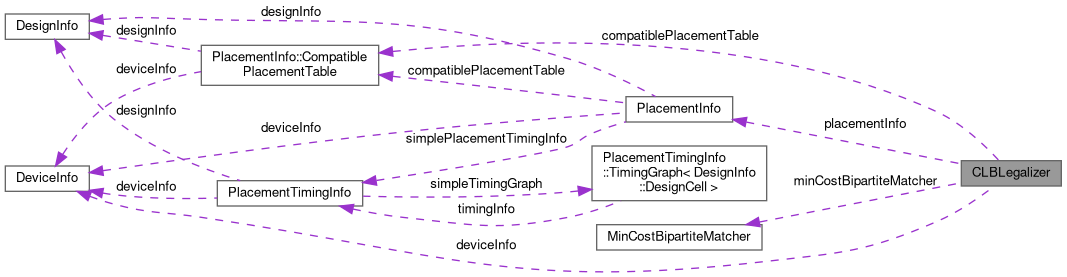 DesignInfo
designInfo
designInfo
compatiblePlacementTable
PlacementInfo::Compatible
PlacementTable
deviceInfo
compatiblePlacementTable
designInfo
PlacementInfo
placementInfo
deviceInfo
simplePlacementTimingInfo
DeviceInfo
deviceInfo
PlacementTimingInfo
simpleTimingGraph
timingInfo
PlacementTimingInfo
::TimingGraph< DesignInfo
::DesignCell >
minCostBipartiteMatcher
CLBLegalizer
MinCostBipartiteMatcher
deviceInfo